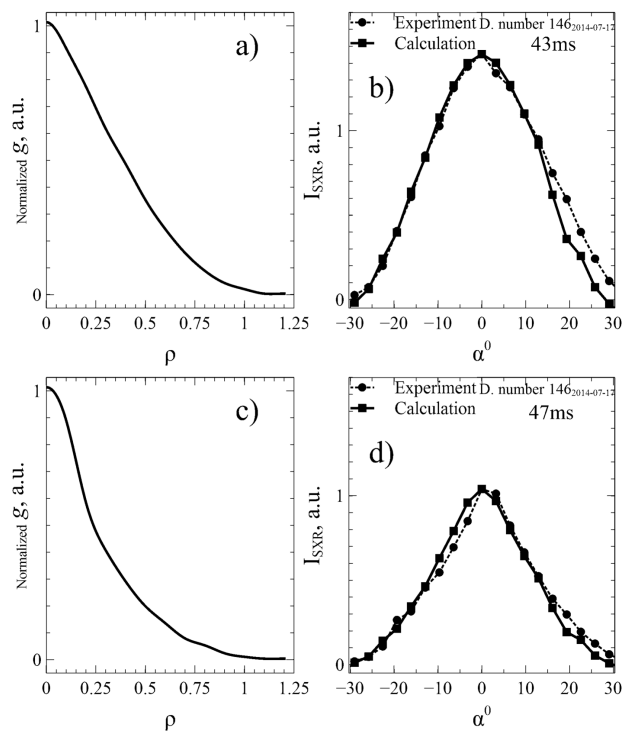 a)
Normalized g, a.u.
1
0
0 0.25 0.5 0.75 1 1.25
ρ
b)
Experiment D. number 146 2014-07-17
Calculation 43ms
I SXR, a.u.
1
0
−30 −20 −10 0 10 20 30
α⁰
c)
Normalized g, a.u.
1
0
0 0.25 0.5 0.75 1 1.25
ρ
d)
Experiment D. number 146 2014-07-17
Calculation 47ms
I SXR, a.u.
1
0
−30 −20 −10 0 10 20 30
α⁰